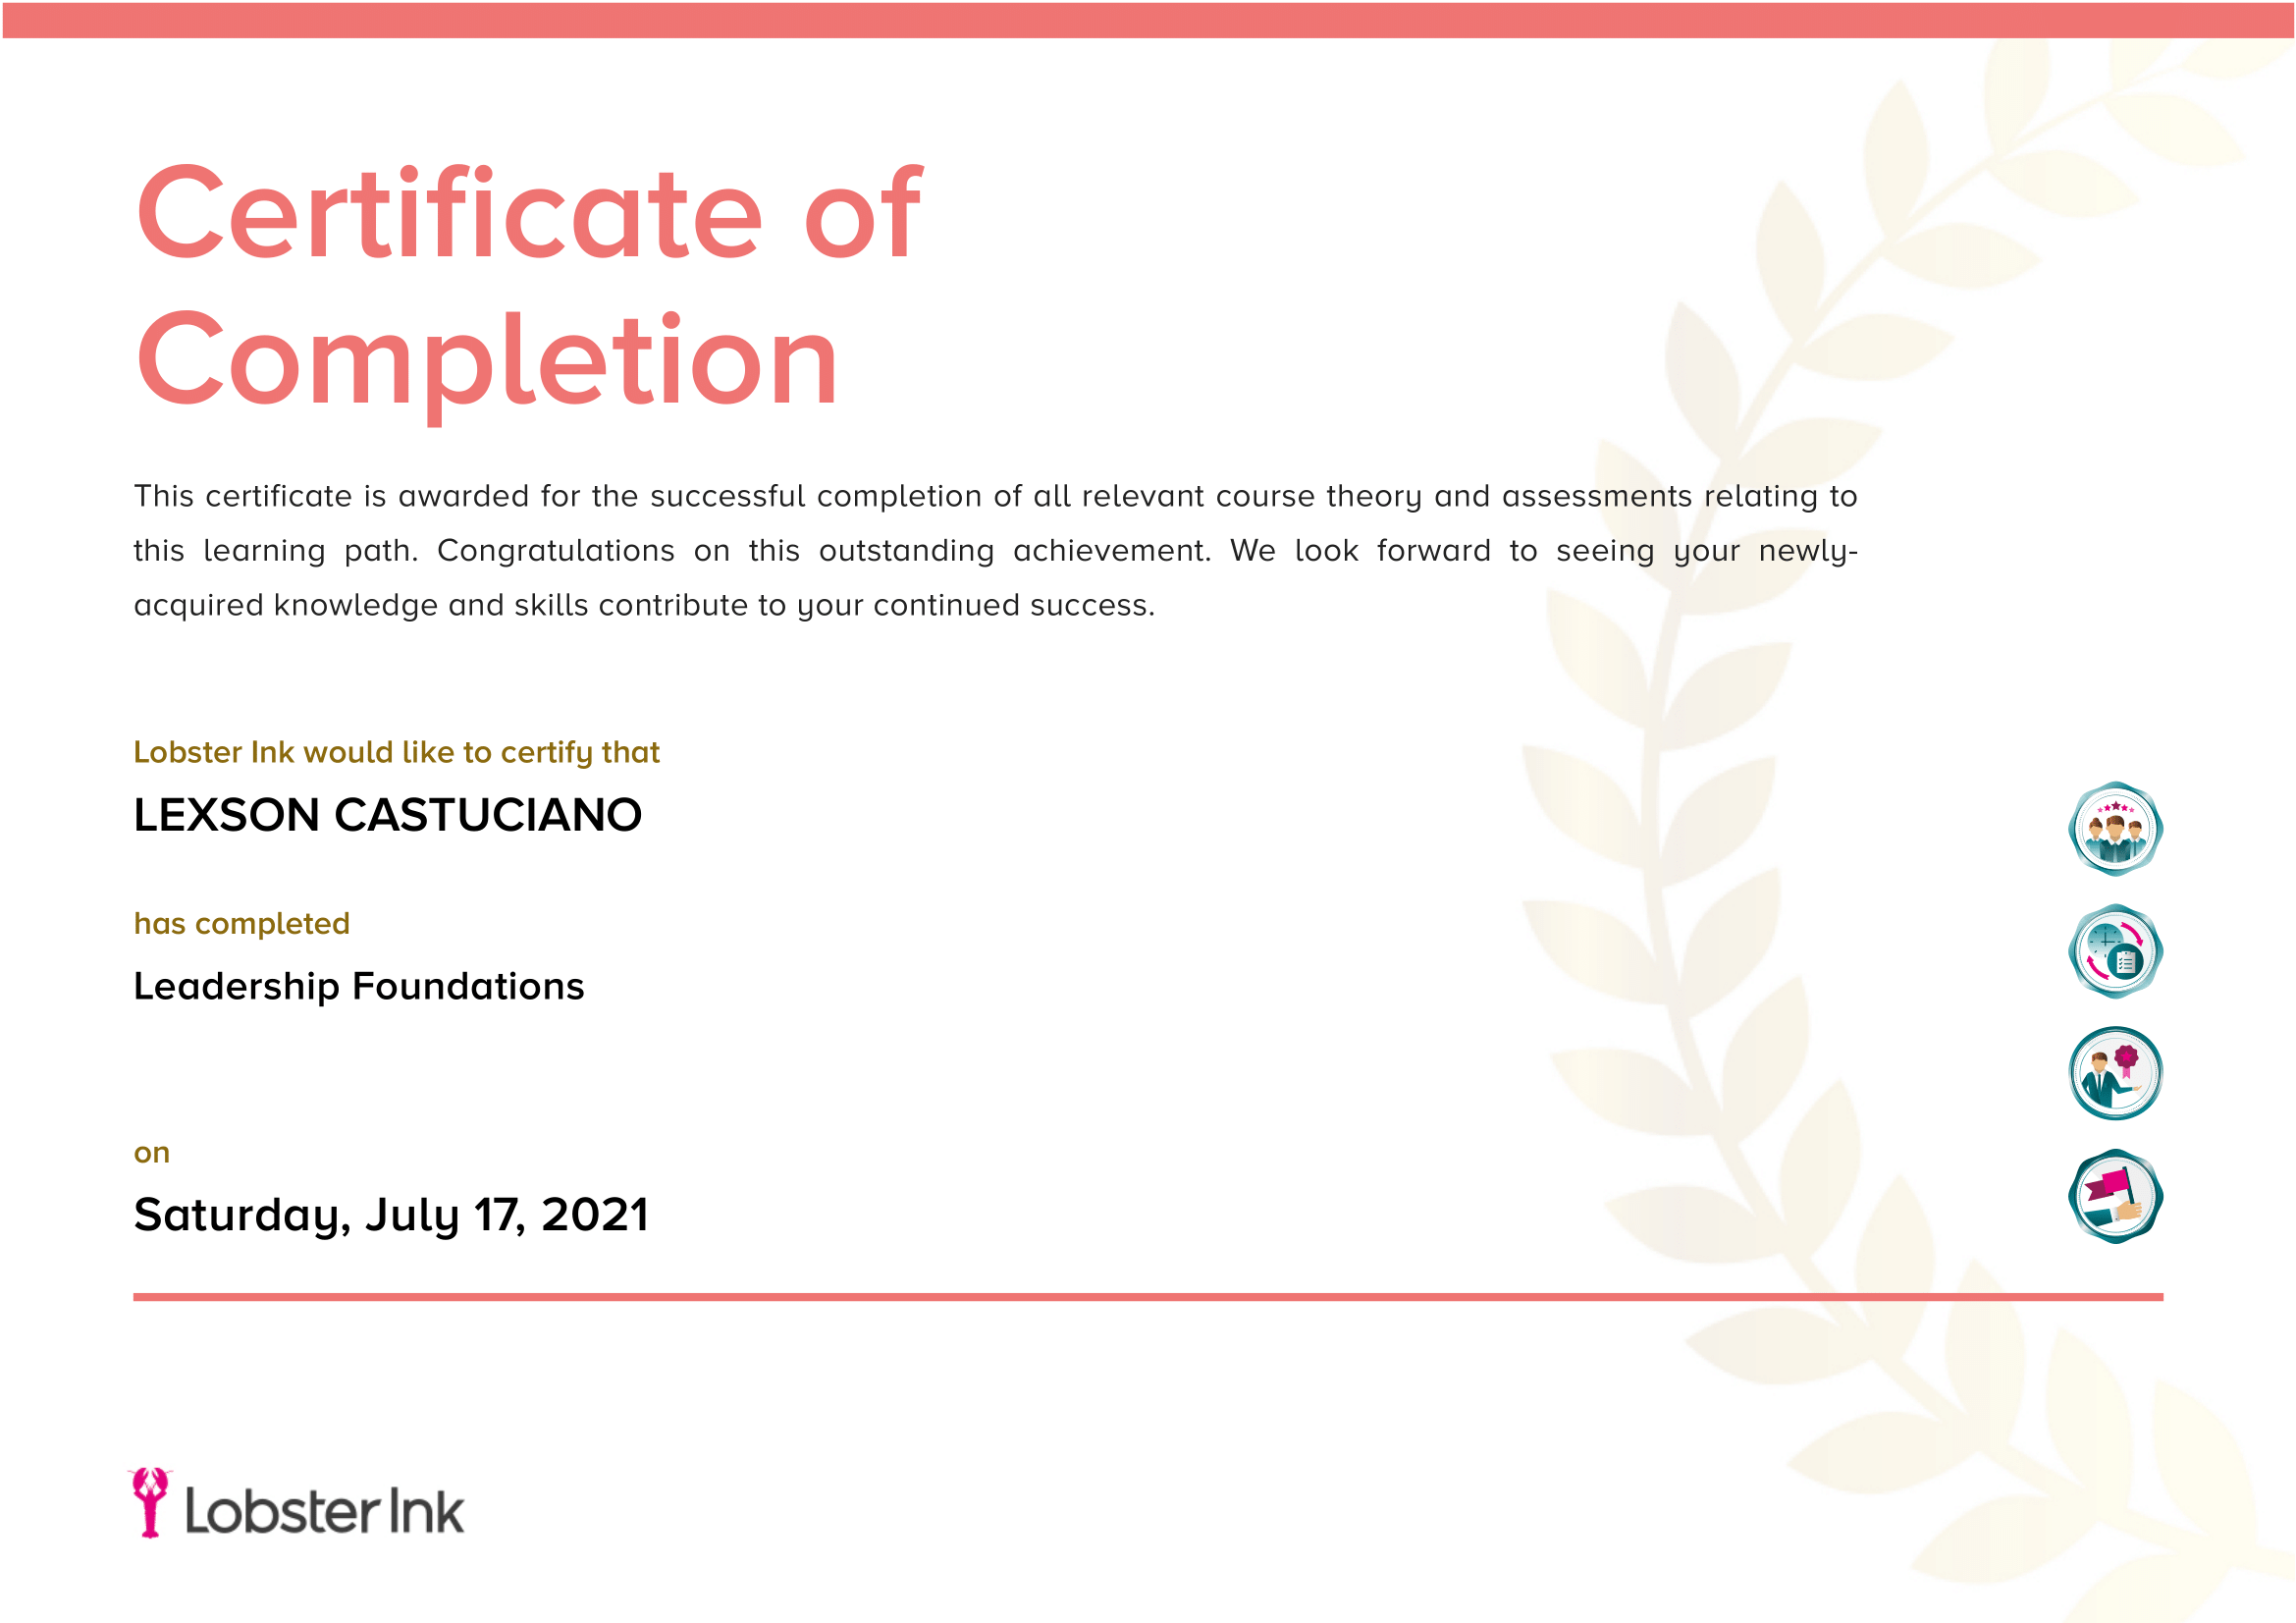 Certificate of
Completion
This certificate is awarded for the successful completion of all relevant course theory and assessments relating to
this learning path. Congratulations on this outstanding achievement. We look forward to seeing your newly-
acquired knowledge and skills contribute to your continued success.
Lobster Ink would like to certify that
LEXSON CASTUCIANO
has completed
Leadership Foundations
on
Saturday, July 17, 2021
Lobster Ink